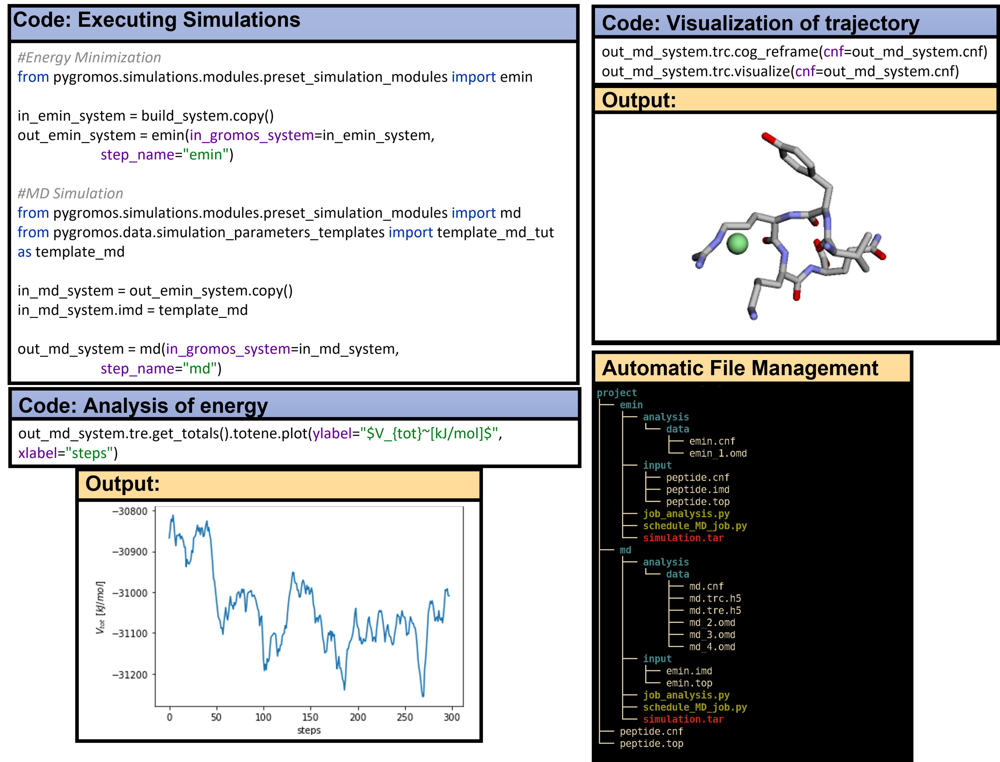 Code: Executing Simulations
#Energy Minimization
from pygromos.simulations.modules.preset_simulation_modules import emin
in_emin_system = build_system.copy()
out_emin_system = emin(in_gromos_system=in_emin_system,
step_name="emin")
#MD Simulation
from pygromos.simulations.modules.preset_simulation_modules import md
from pygromos.data.simulation_parameters_templates import template_md_tut
as template_md
in_md_system = out_emin_system.copy()
in_md_system.imd = template_md
out_md_system = md(in_gromos_system=in_md_system,
step_name="md")
Code: Analysis of energy
out_md_system.tre.get_totals().totene.plot(ylabel="$V_{tot}~[kJ/mol]$",
xlabel="steps")
Output:
−30800
−30900
−31000
−31100
−31200
V_tot [kJ/mol]
0 50 100 150 200 250 300
steps
Code: Visualization of trajectory
out_md_system.trc.cog_reframe(cnf=out_md_system.cnf)
out_md_system.trc.visualize(cnf=out_md_system.cnf)
Output:
Automatic File Management
project
emin
analysis
data
emin.cnf
emin_1.omd
input
peptide.cnf
peptide.imd
peptide.top
job_analysis.py
schedule_MD_job.py
simulation.tar
md
analysis
data
md.cnf
md.trc.h5
md.tre.h5
md_2.omd
md_3.omd
md_4.omd
input
emin.imd
emin.top
job_analysis.py
schedule_MD_job.py
simulation.tar
peptide.cnf
peptide.top